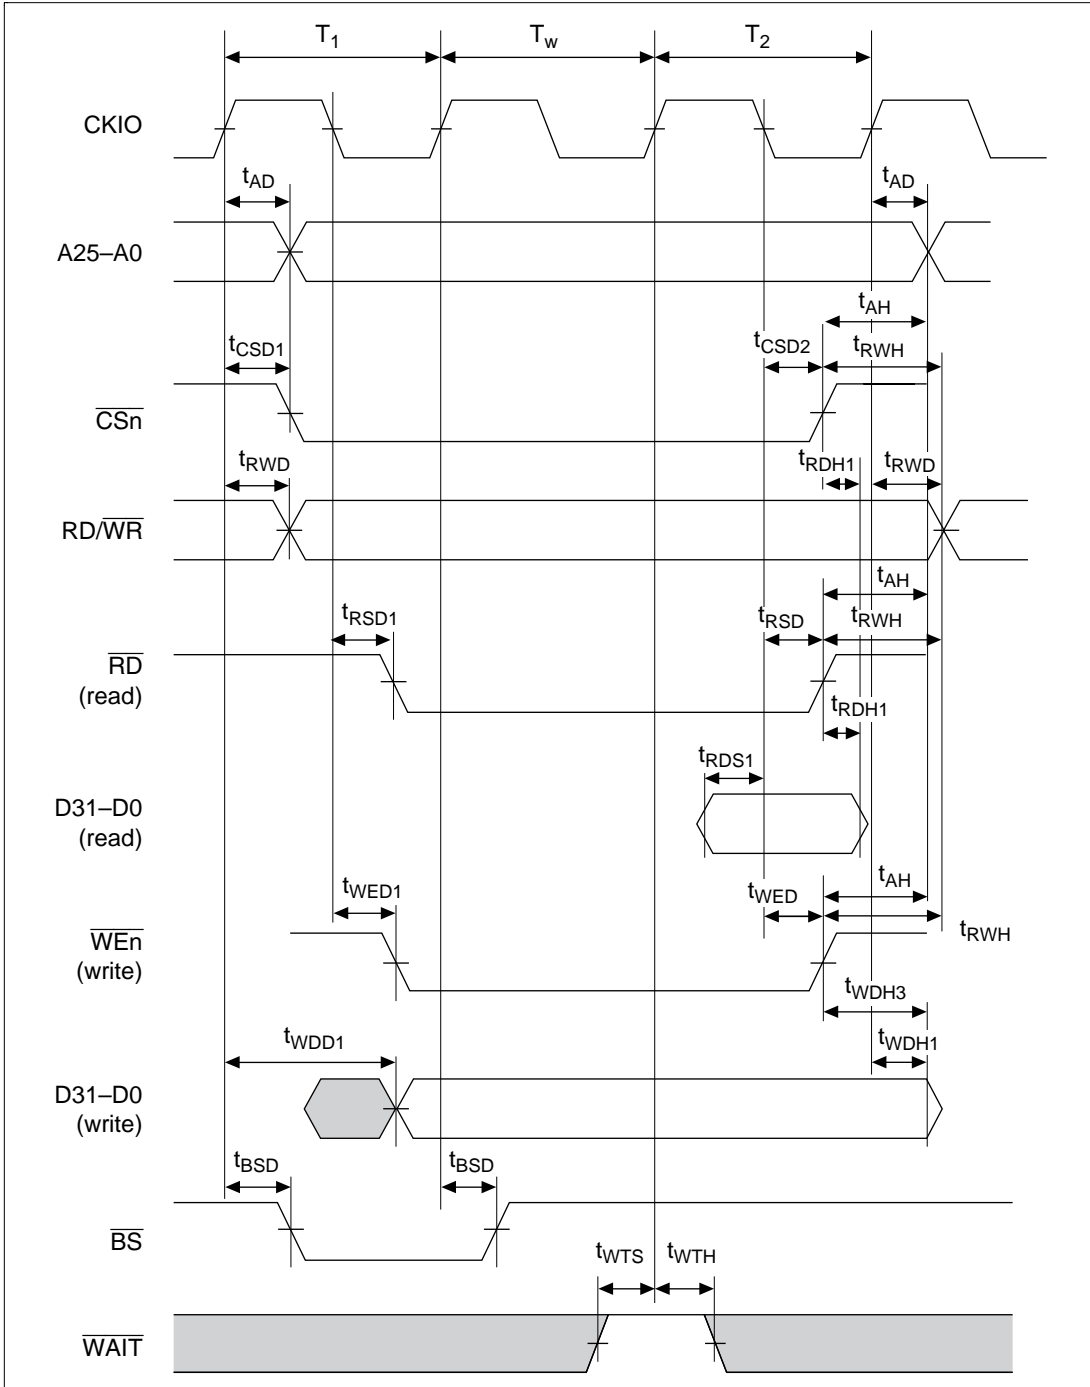 T1 Tw T2
CKIO
tAD tAD
A25–A0
tAH
tCSD1 tCSD2 tRWH
CSn
tRWD tRDH1 tRWD
RD/WR
tAH
tRSD1 tRSD tRWH
RD
(read)
tRDH1
tRDS1
D31–D0
(read)
tAH
tWED1 tWED
tRWH
WEn
(write)
tWDH3
tWDD1 tWDH1
D31–D0
(write)
tBSD tBSD
BS
tWTS tWTH
WAIT